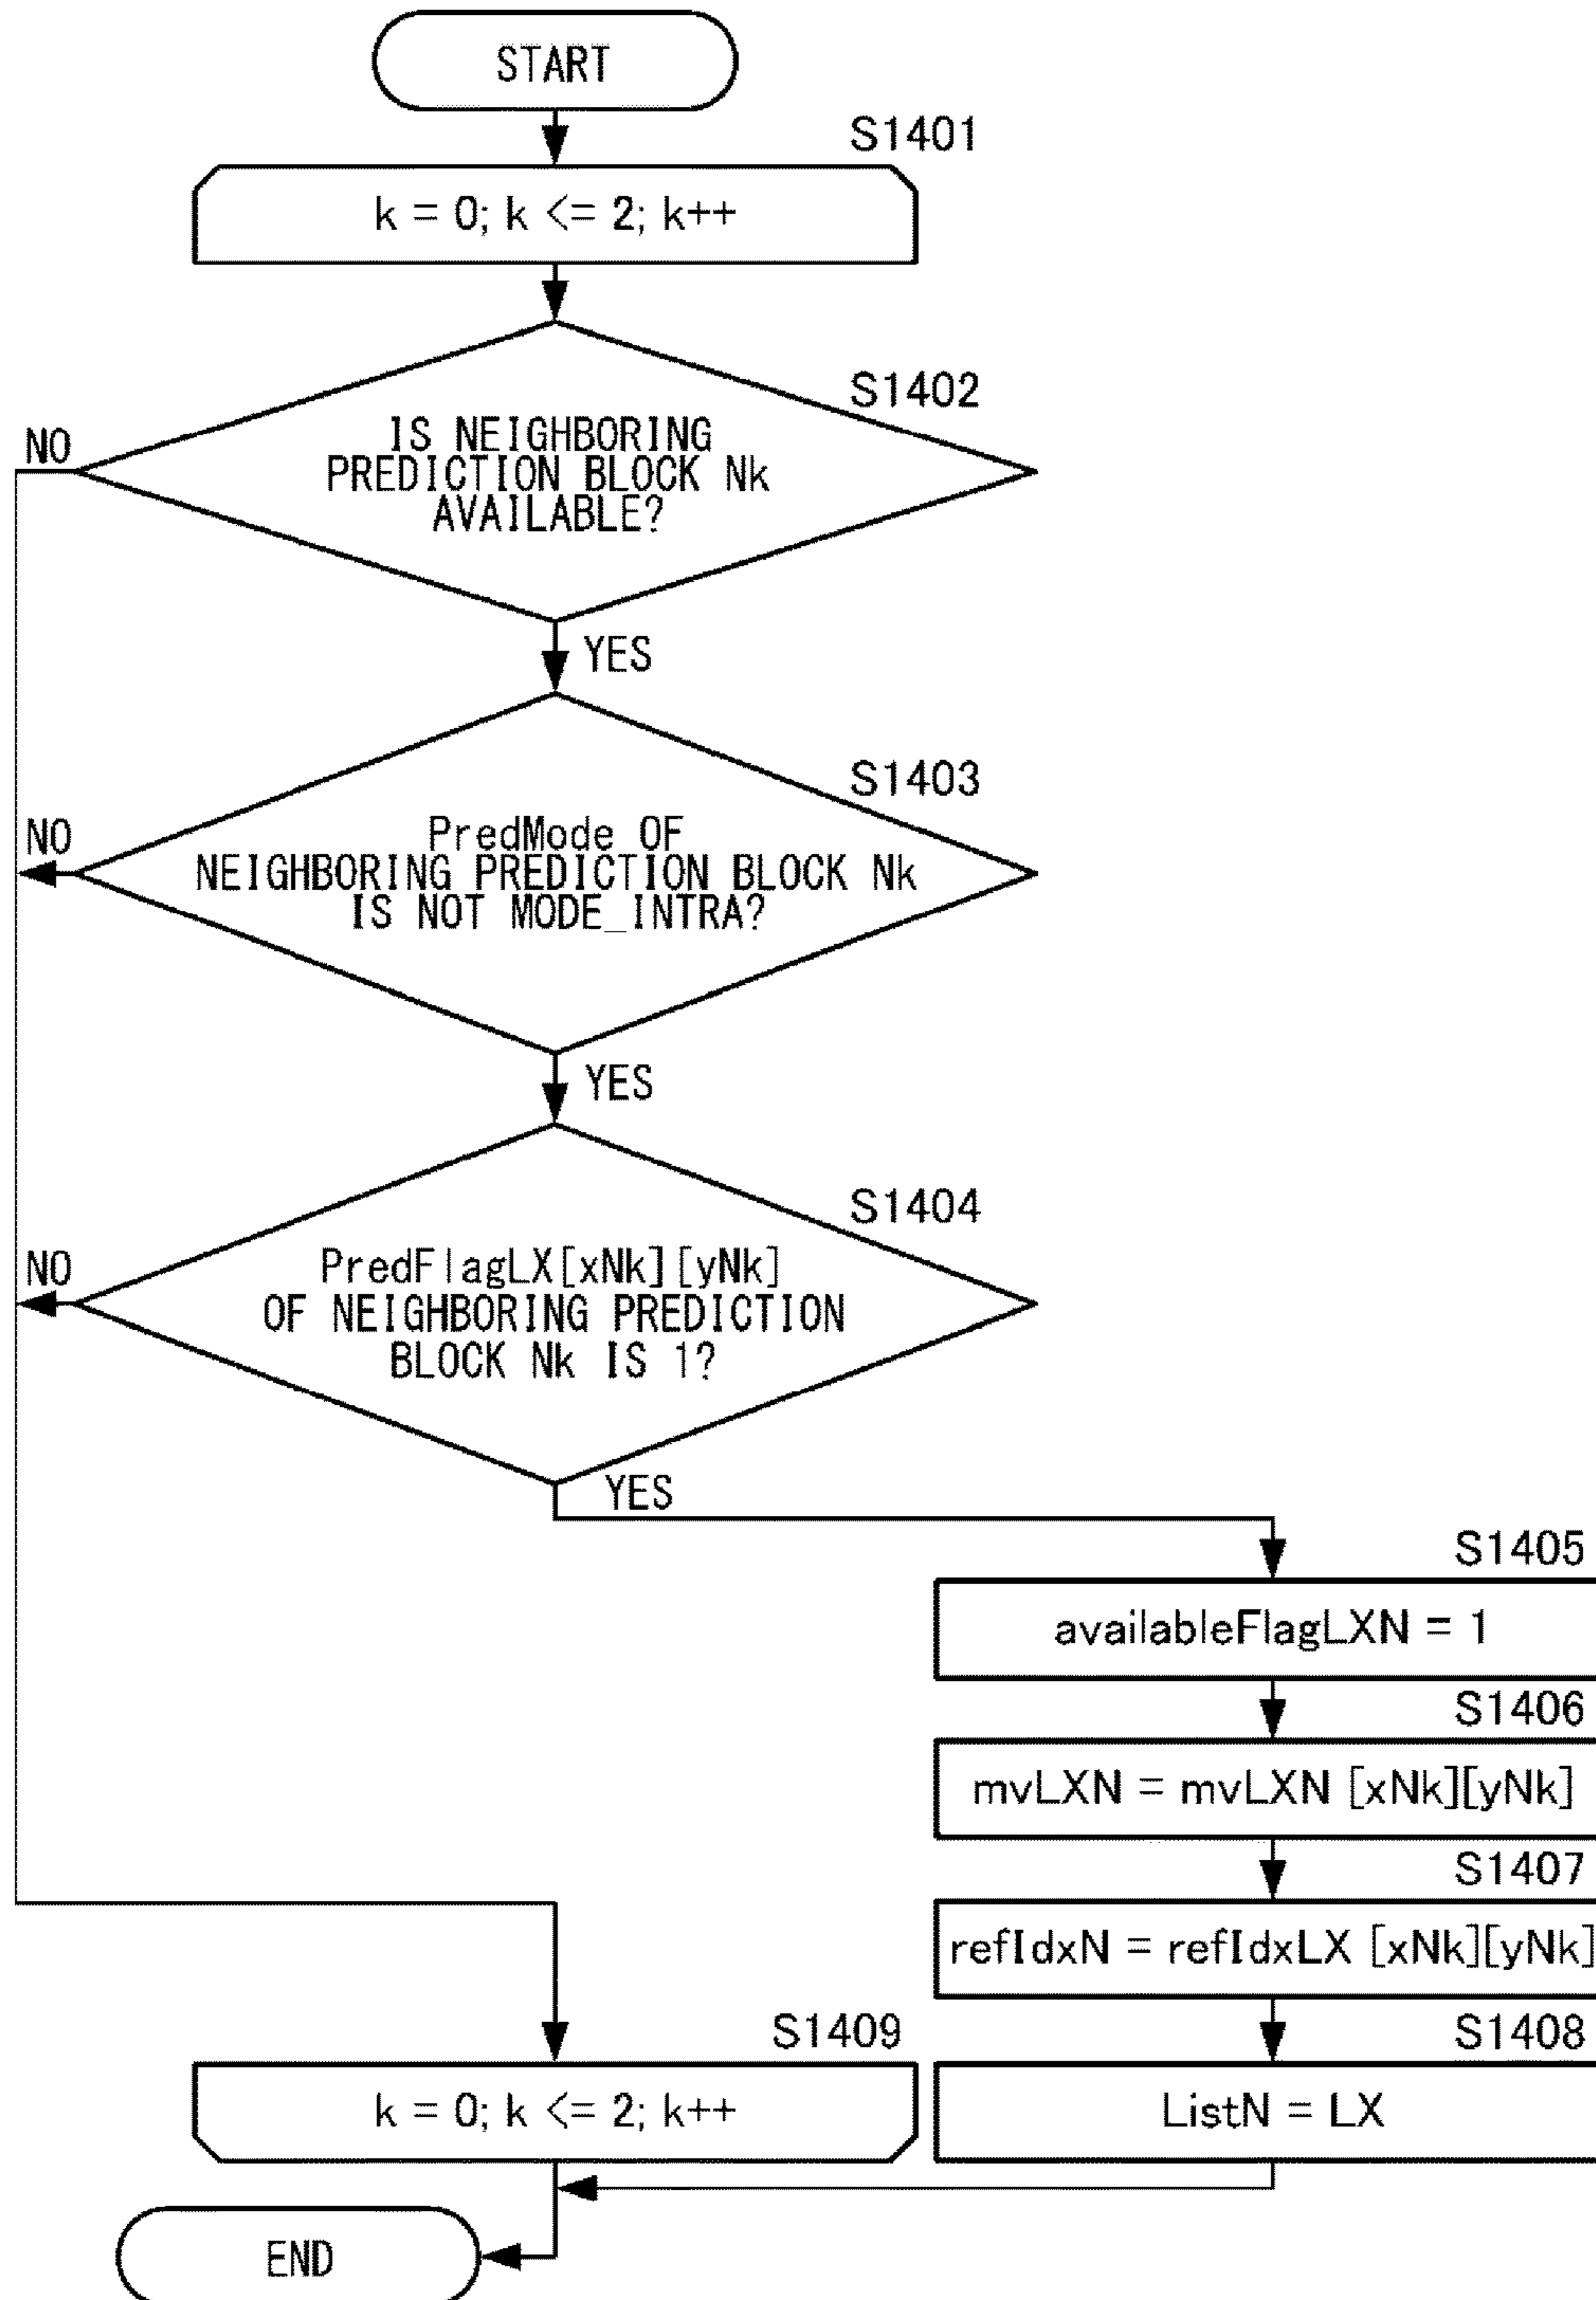 START
S1401
k = 0; k <= 2; k++
S1402
NO
IS NEIGHBORING
PREDICTION BLOCK Nk
AVAILABLE?
YES
S1403
NO
PredMode OF
NEIGHBORING PREDICTION BLOCK Nk
IS NOT MODE_INTRA?
YES
S1404
NO
PredFlagLX[xNk][yNk]
OF NEIGHBORING PREDICTION
BLOCK Nk IS 1?
YES
S1405
availableFlagLXN = 1
S1406
mvLXN = mvLXN [xNk][yNk]
S1407
refIdxN = refIdxLX [xNk][yNk]
S1409
S1408
k = 0; k <= 2; k++
ListN = LX
END